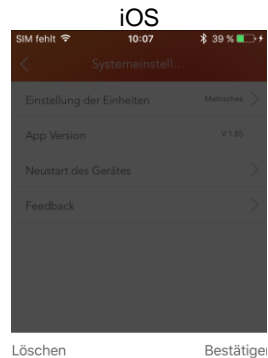 iOS
SIM fehlt 10:07 39 %
Systemeinstell...
Einstellung der Einheiten Metrisches
App Version V 1.85
Neustart des Gerätes
Feedback
Löschen Bestätigen